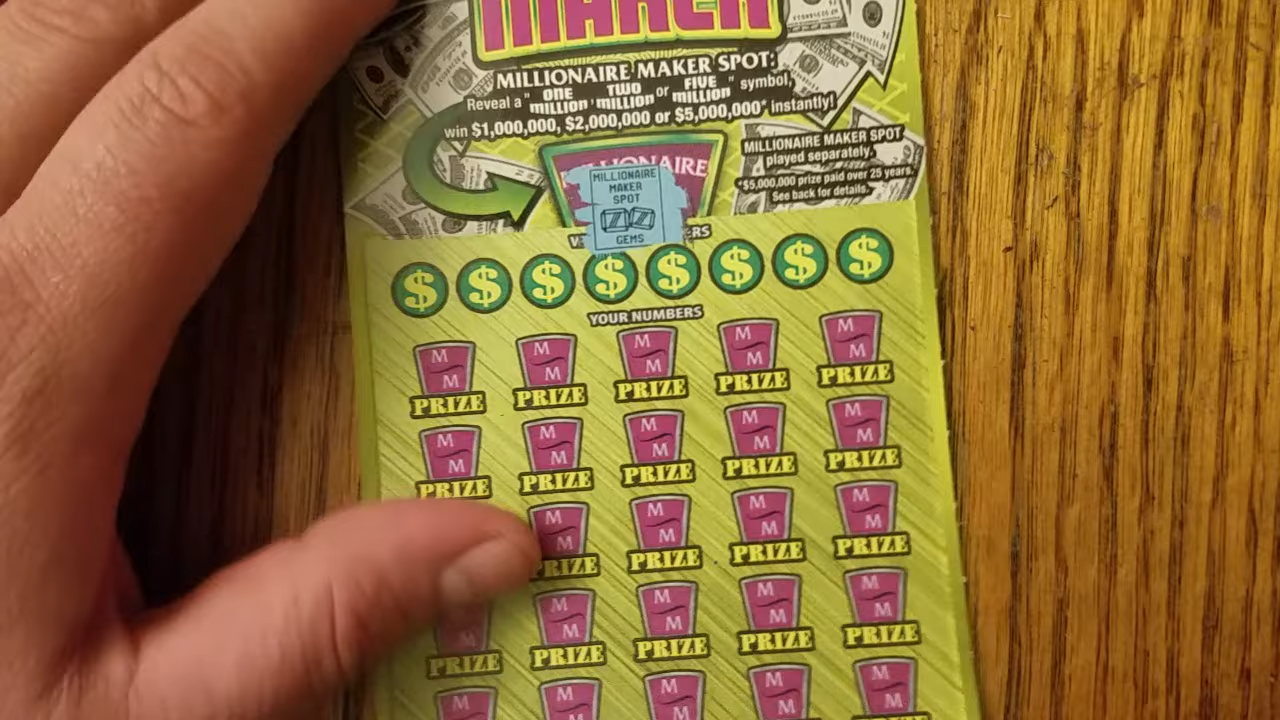 MAKER
MILLIONAIRE MAKER SPOT:
Reveal a "ONE MILLION", "TWO MILLION" or "FIVE MILLION" symbol,
win $1,000,000, $2,000,000 or $5,000,000* instantly!
MILLIONAIRE MAKER SPOT
played separately.
*$5,000,000 prize paid over 25 years.
See back for details.
MILLIONAIRE
MAKER
SPOT
GEMS
$ $ $ $ $ $ $ $
YOUR NUMBERS
M M M M M
M M M M M
PRIZE PRIZE PRIZE PRIZE PRIZE
M M M M M
M M M M M
PRIZE PRIZE PRIZE PRIZE PRIZE
M M M M
M M M M
PRIZE PRIZE PRIZE PRIZE
M M M M
M M M M M
PRIZE PRIZE PRIZE PRIZE PRIZE
M M M M M
M M M M M